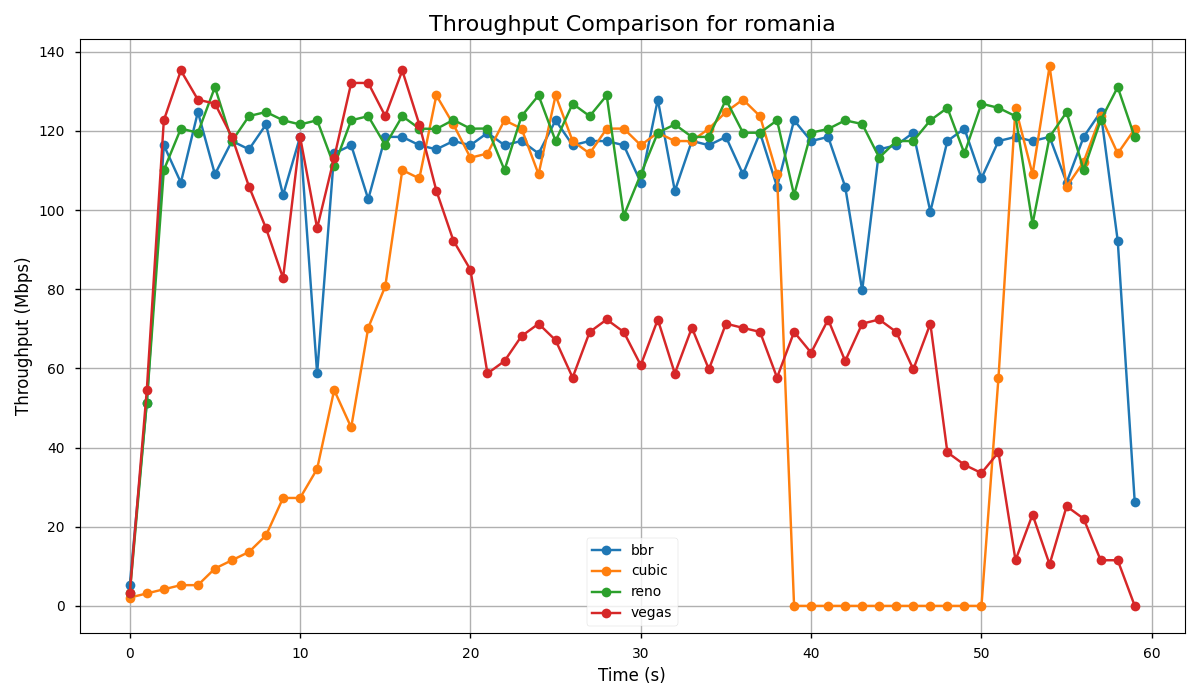 Throughput Comparison for romania
Throughput (Mbps)
140
120
100
80
60
40
20
0
0 10 20 30 40 50 60
Time (s)
bbr
cubic
reno
vegas